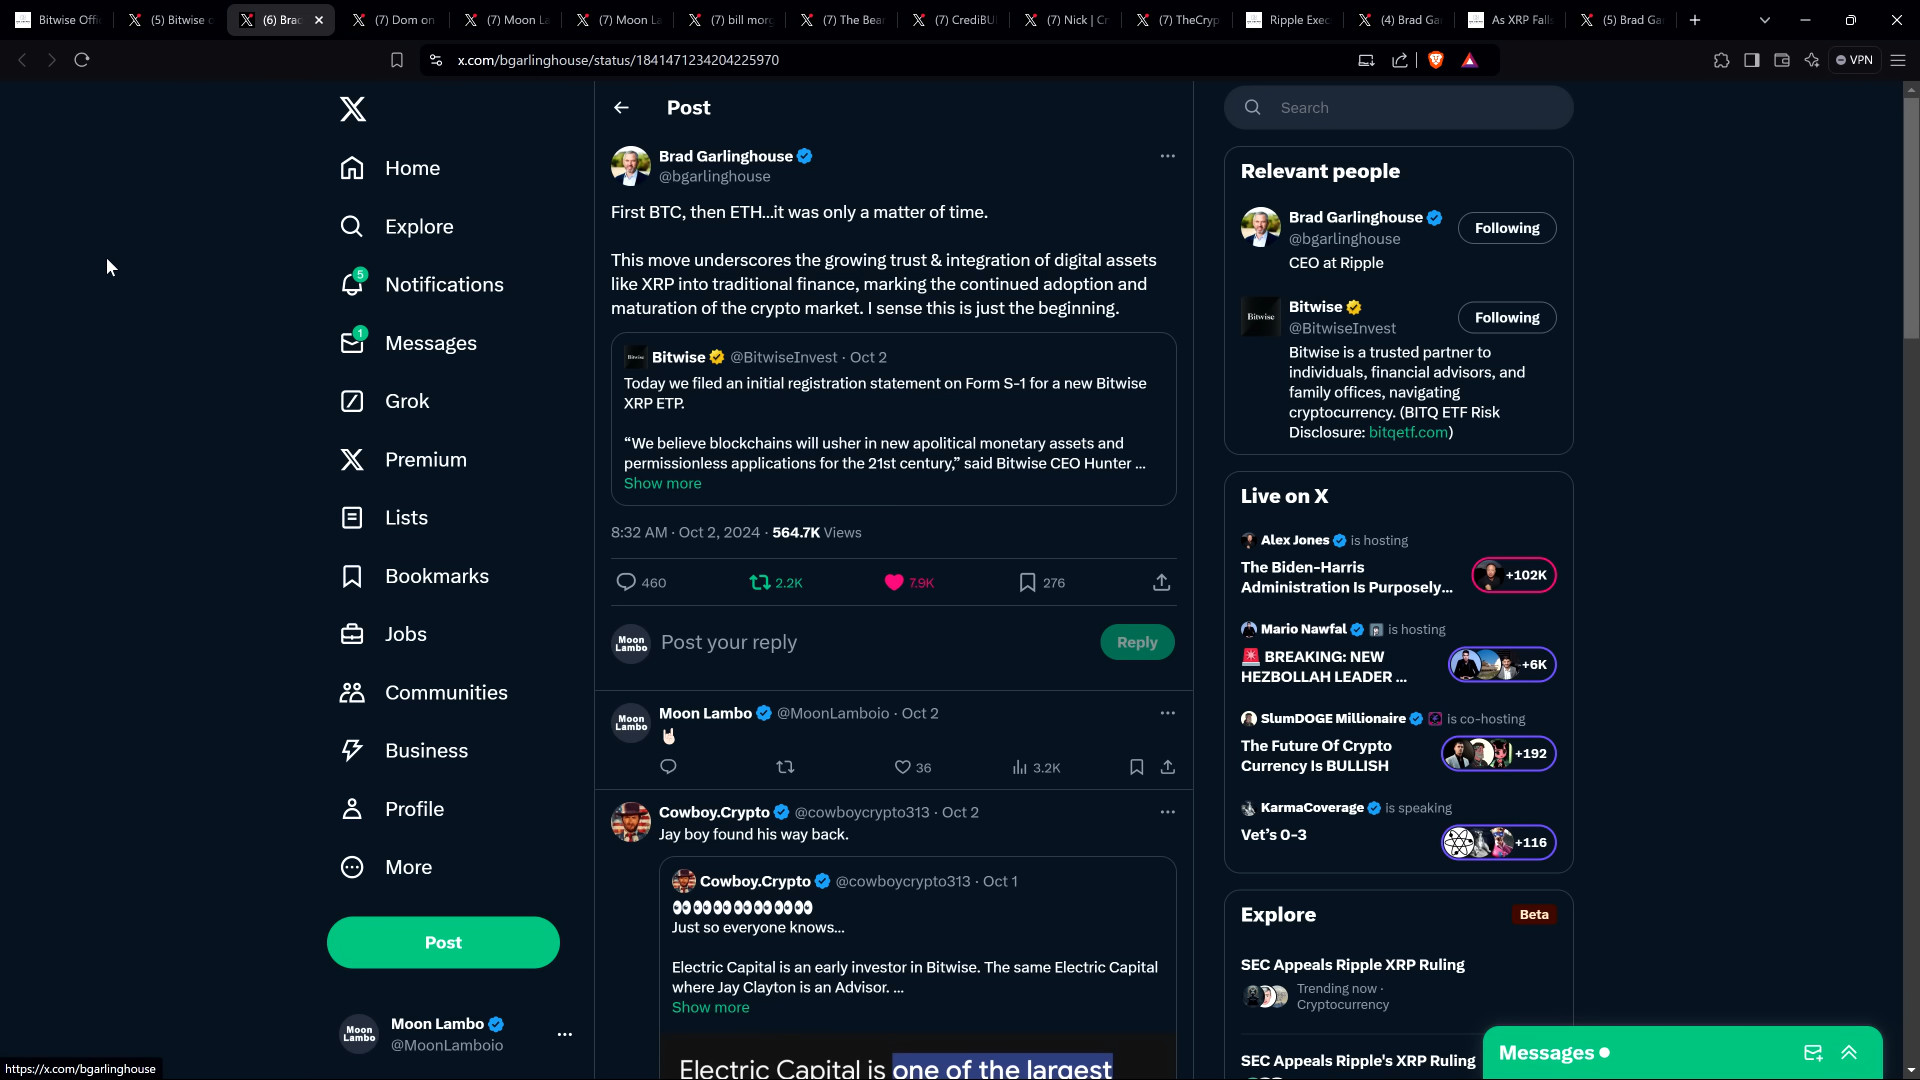 Bitwise Offi
(5) Bitwise o
(6) Brac
(7) Dom on
(7) Moon La
(7) Moon La
(7) bill morg
(7) The Bear
(7) CrediBU
(7) Nick | Cr
(7) TheCryp
Ripple Exec
(4) Brad Ga
As XRP Falls
(5) Brad Ga
x.com/bgarlinghouse/status/1841471234204225970
VPN
Home
Explore
5
Notifications
1
Messages
Grok
Premium
Lists
Bookmarks
Jobs
Communities
Business
Profile
More
Post
Moon Lambo
Moon Lambo
@MoonLamboio
https://x.com/bgarlinghouse
Post
Brad Garlinghouse
@bgarlinghouse
First BTC, then ETH...it was only a matter of time.
This move underscores the growing trust & integration of digital assets
like XRP into traditional finance, marking the continued adoption and
maturation of the crypto market. I sense this is just the beginning.
Bitwise @BitwiseInvest · Oct 2
Today we filed an initial registration statement on Form S-1 for a new Bitwise
XRP ETP.
“We believe blockchains will usher in new apolitical monetary assets and
permissionless applications for the 21st century,” said Bitwise CEO Hunter ...
Show more
8:32 AM · Oct 2, 2024 · 564.7K Views
460 2.2K 7.9K 276
Moon Lambo
Post your reply
Reply
Moon Lambo
Moon Lambo @MoonLamboio · Oct 2
🤘🏻
36 3.2K
Cowboy.Crypto @cowboycrypto313 · Oct 2
Jay boy found his way back.
Cowboy.Crypto @cowboycrypto313 · Oct 1
👀👀👀👀👀👀👀
Just so everyone knows...
Electric Capital is an early investor in Bitwise. The same Electric Capital
where Jay Clayton is an Advisor. ...
Show more
Electric Capital is one of the largest
Search
Relevant people
Brad Garlinghouse
@bgarlinghouse
Following
CEO at Ripple
Bitwise
Bitwise
@BitwiseInvest
Following
Bitwise is a trusted partner to
individuals, financial advisors, and
family offices, navigating
cryptocurrency. (BITQ ETF Risk
Disclosure: bitqetf.com)
Live on X
Alex Jones is hosting
The Biden-Harris
Administration Is Purposely...
+102K
Mario Nawfal is hosting
🚨 BREAKING: NEW
HEZBOLLAH LEADER ...
+6K
SlumDOGE Millionaire is co-hosting
The Future Of Crypto
Currency Is BULLISH
+192
KarmaCoverage is speaking
Vet’s 0-3
+116
Explore
Beta
SEC Appeals Ripple XRP Ruling
Trending now ·
Cryptocurrency
SEC Appeals Ripple's XRP Ruling
Messages